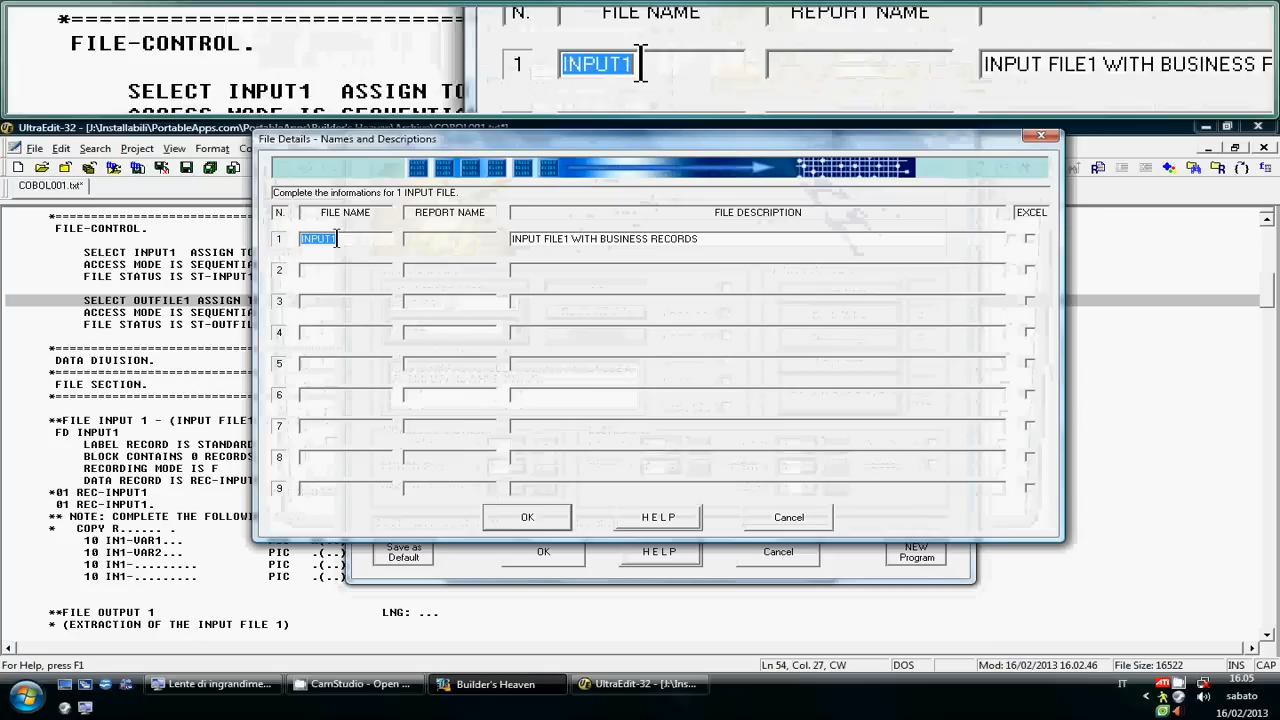 *===============================
FILE-CONTROL.
SELECT INPUT1  ASSIGN TO
ACCESS MODE IS SEQUENTIA
N. FILE NAME REPORT NAME
1 INPUT1 INPUT FILE1 WITH BUSINESS F
UltraEdit-32 - [J:\Installabili\PortableApps.com\PortableApps\Builder's Heaven\Archive\COBOL001.txt*]
File Edit Search Project View Format Co
COBOL001.txt*
FILE-CONTROL.
SELECT INPUT1  ASSIGN TO
ACCESS MODE IS SEQUENTIA
FILE STATUS IS ST-INPUT1
SELECT OUTFILE1 ASSIGN T
ACCESS MODE IS SEQUENTIA
FILE STATUS IS ST-OUTFIL
DATA DIVISION.
FILE SECTION.
**FILE INPUT 1 - (INPUT FILE1
FD INPUT1
LABEL RECORD IS STANDARD
BLOCK CONTAINS 0 RECORDS
RECORDING MODE IS F
DATA RECORD IS REC-INPUT
*01 REC-INPUT1
01 REC-INPUT1.
** NOTE: COMPLETE THE FOLLOWI
*   COPY R...... .
10 IN1-VAR1... PIC .(..)
10 IN1-VAR2... PIC .(..)
10 IN1-......... PIC .(..)
10 IN1-......... PIC .(..)
**FILE OUTPUT 1 LNG: ...
* (EXTRACTION OF THE INPUT FILE 1)
File Details - Names and Descriptions
Complete the informations for 1 INPUT FILE.
N. FILE NAME REPORT NAME FILE DESCRIPTION EXCEL
1 INPUT1 INPUT FILE1 WITH BUSINESS RECORDS
2
3
4
5
6
7
8
9
OK H E L P Cancel
Save as Default OK H E L P Cancel NEW Program
For Help, press F1 Ln 54, Col. 27, CW DOS Mod: 16/02/2013 16.02.46 File Size: 16522 INS CAP
Lente di ingrandime... CamStudio - Open ... Builder's Heaven UltraEdit-32 - [J:\Ins... IT 16.05
sabato
16/02/2013